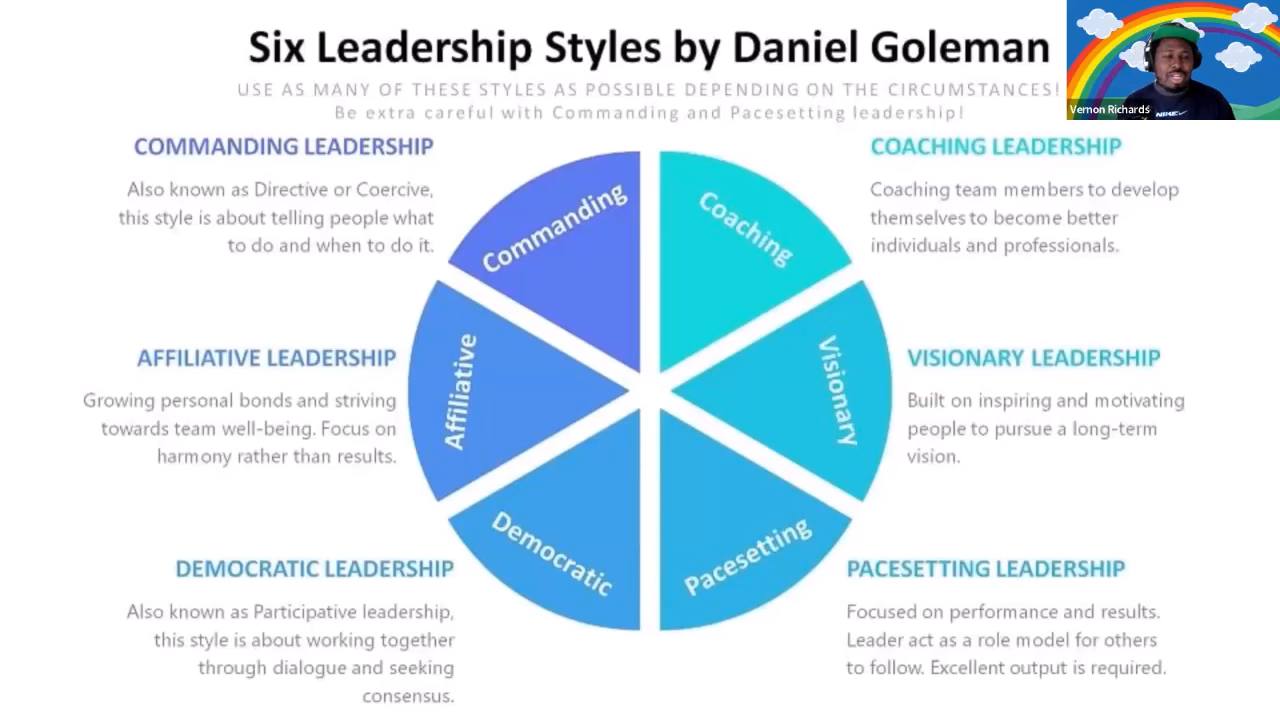 Six Leadership Styles by Daniel Goleman
USE AS MANY OF THESE STYLES AS POSSIBLE DEPENDING ON THE CIRCUMSTANCES!
Be extra careful with Commanding and Pacesetting leadership!
Vernon Richards
NIKE
COMMANDING LEADERSHIP
Also known as Directive or Coercive,
this style is about telling people what
to do and when to do it.
COACHING LEADERSHIP
Coaching team members to develop
themselves to become better
individuals and professionals.
Commanding
Coaching
AFFILIATIVE LEADERSHIP
Growing personal bonds and striving
towards team well-being. Focus on
harmony rather than results.
Affiliative
Visionary
VISIONARY LEADERSHIP
Built on inspiring and motivating
people to pursue a long-term
vision.
Democratic
Pacesetting
DEMOCRATIC LEADERSHIP
Also known as Participative leadership,
this style is about working together
through dialogue and seeking
consensus.
PACESETTING LEADERSHIP
Focused on performance and results.
Leader act as a role model for others
to follow. Excellent output is required.